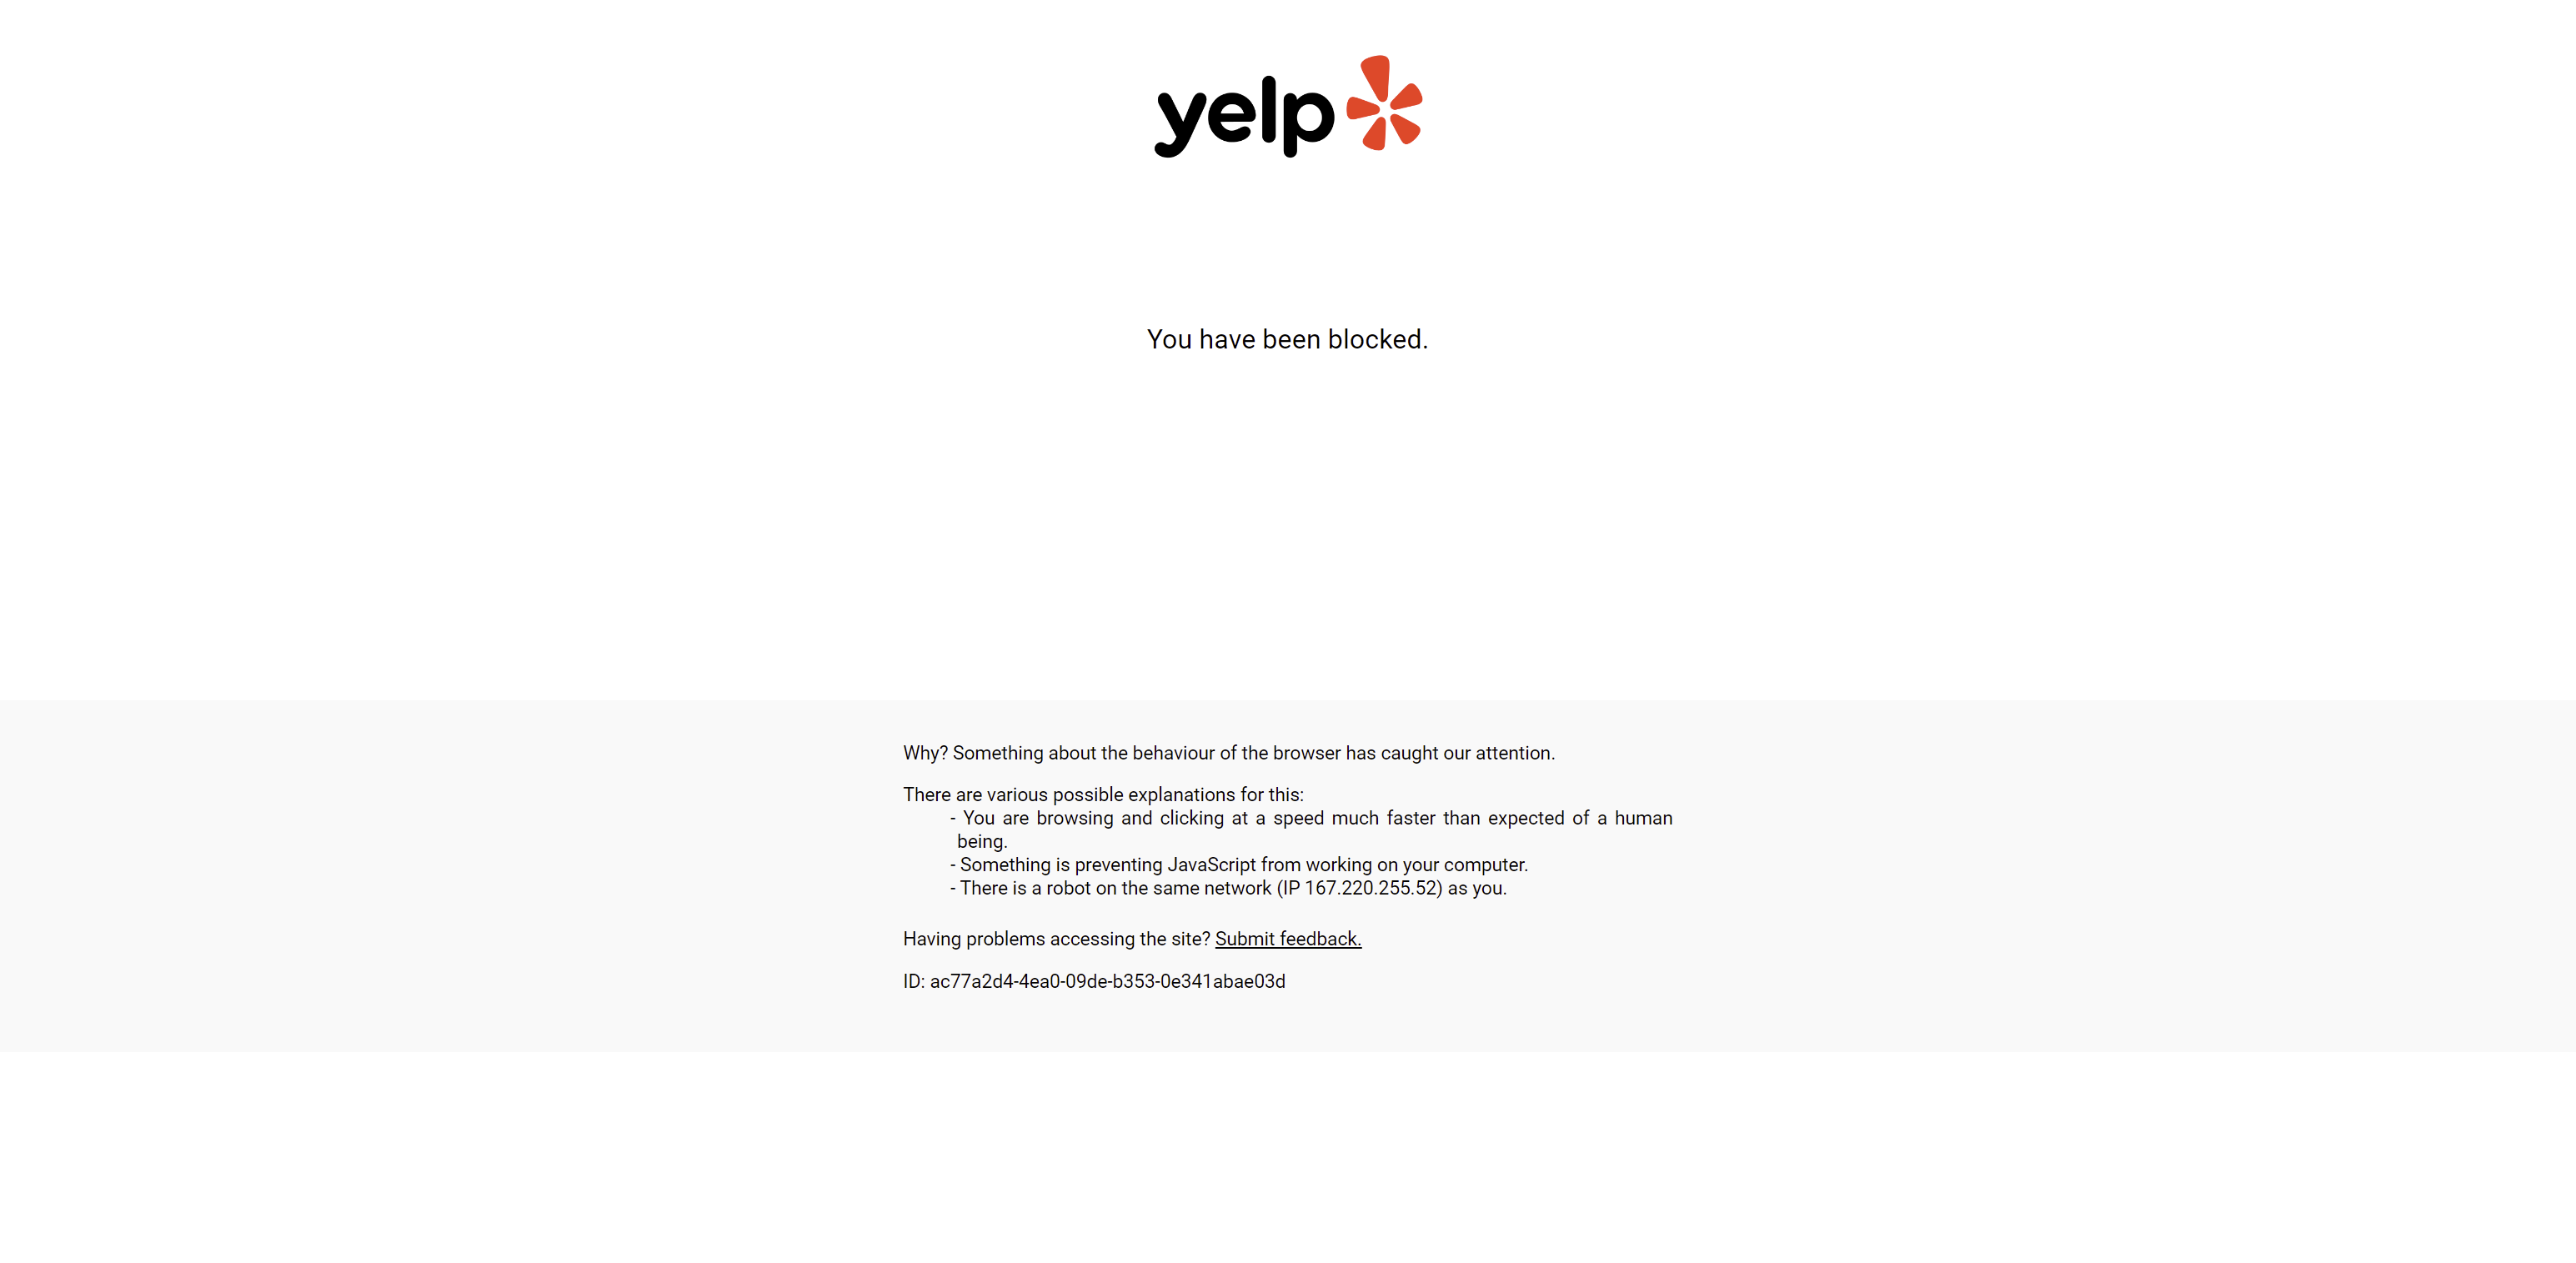 yelp
You have been blocked.
Why? Something about the behaviour of the browser has caught our attention.
There are various possible explanations for this:
- You are browsing and clicking at a speed much faster than expected of a human
being.
- Something is preventing JavaScript from working on your computer.
- There is a robot on the same network (IP 167.220.255.52) as you.
Having problems accessing the site? Submit feedback.
ID: ac77a2d4-4ea0-09de-b353-0e341abae03d